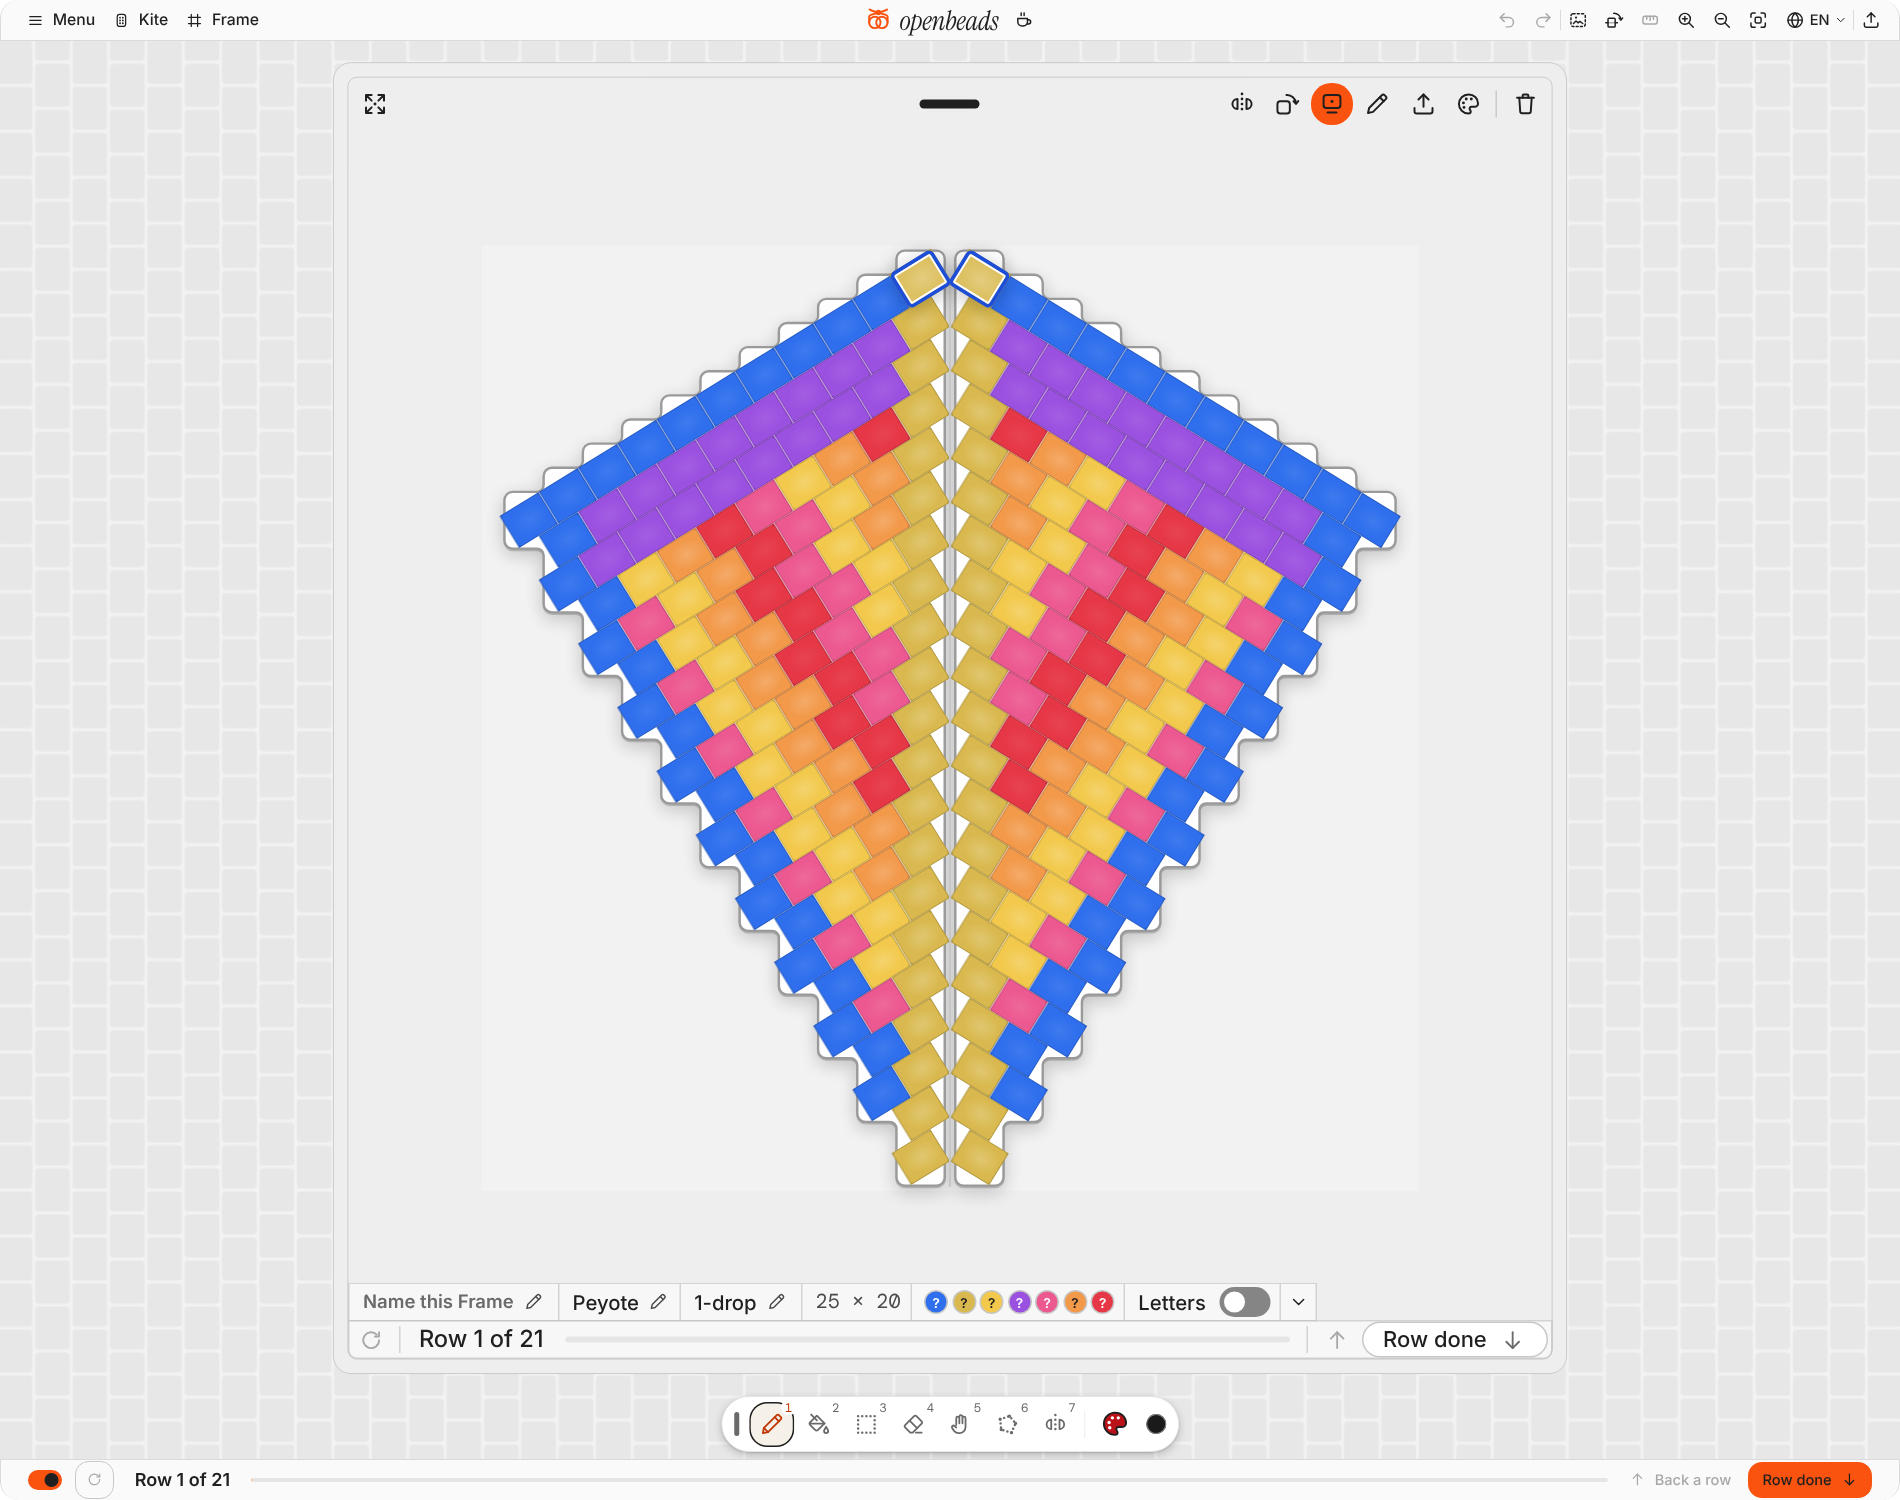 Menu Kite Frame openbeads EN
Name this Frame Peyote 1-drop 25 × 20 ? ? ? ? ? ? ? Letters
Row 1 of 21 Row done
1 2 3 4 5 6 7
Row 1 of 21 Back a row Row done